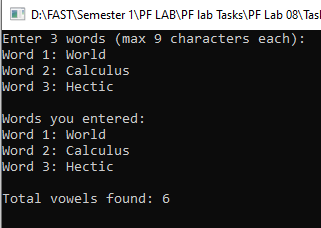 D:\FAST\Semester 1\PF LAB\PF lab Tasks\PF Lab 08\Tas
Enter 3 words (max 9 characters each):
Word 1: World
Word 2: Calculus
Word 3: Hectic
Words you entered:
Word 1: World
Word 2: Calculus
Word 3: Hectic
Total vowels found: 6